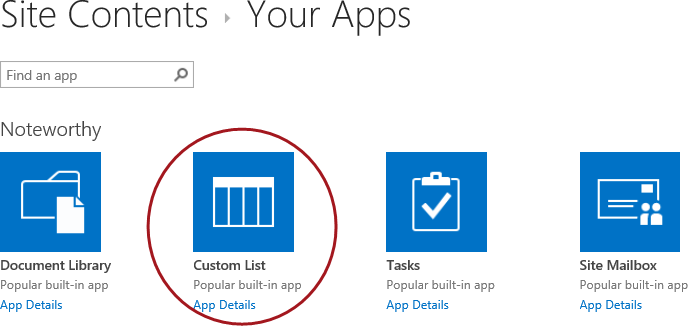 Site Contents ▸ Your Apps
Find an app
Noteworthy
Document Library
Popular built-in app
App Details
Custom List
Popular built-in app
App Details
Tasks
Popular built-in app
App Details
Site Mailbox
Popular built-in app
App Details